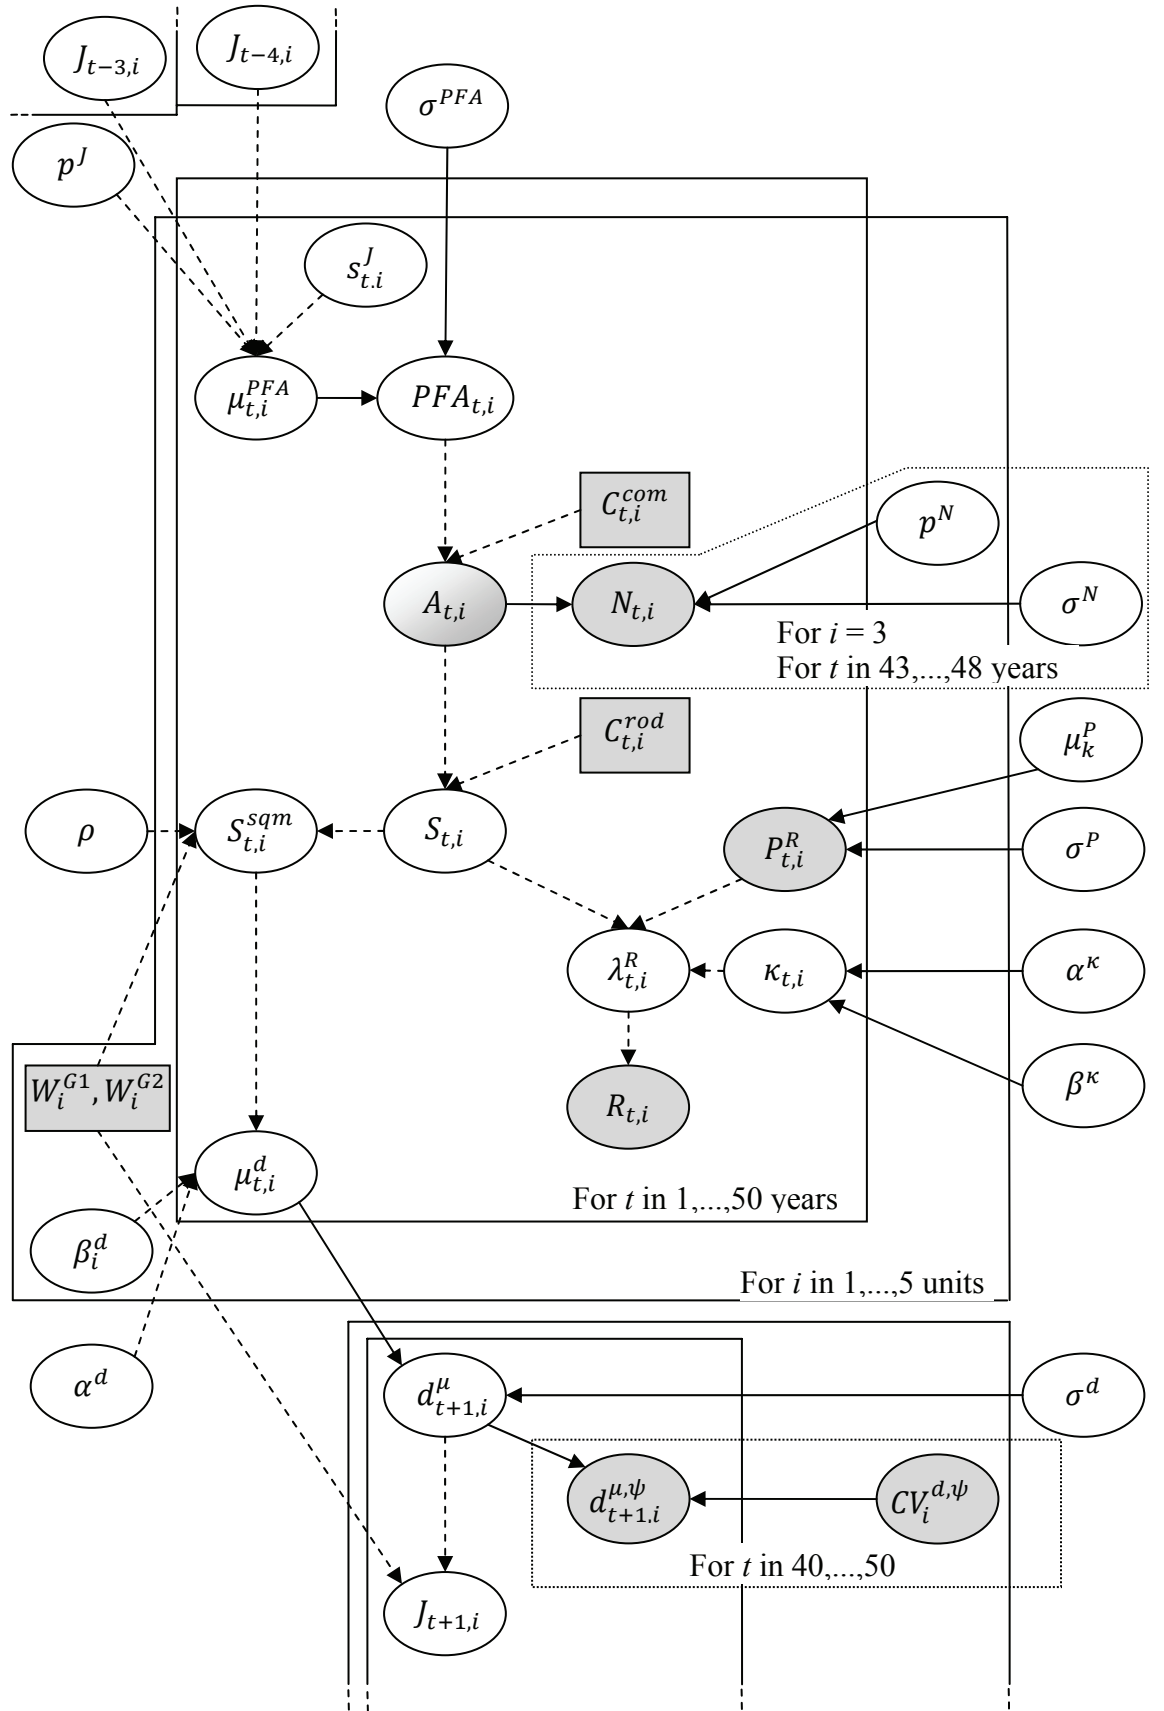 J_{t−3,i}
J_{t−4,i}
σ^{PFA}
p^J
s^J_{t.i}
μ^{PFA}_{t,i}
PFA_{t,i}
C^{com}_{t,i}
p^N
A_{t,i}
N_{t,i}
σ^N
For i = 3
For t in 43,...,48 years
C^{rod}_{t,i}
μ^P_k
ρ
S^{sqm}_{t,i}
S_{t,i}
P^R_{t,i}
σ^P
λ^R_{t,i}
κ_{t,i}
α^κ
W^{G1}_i, W^{G2}_i
R_{t,i}
β^κ
μ^d_{t,i}
For t in 1,...,50 years
β^d_i
For i in 1,...,5 units
α^d
d^μ_{t+1,i}
σ^d
d^{μ,ψ}_{t+1,i}
CV^{d,ψ}_i
For t in 40,...,50
J_{t+1,i}